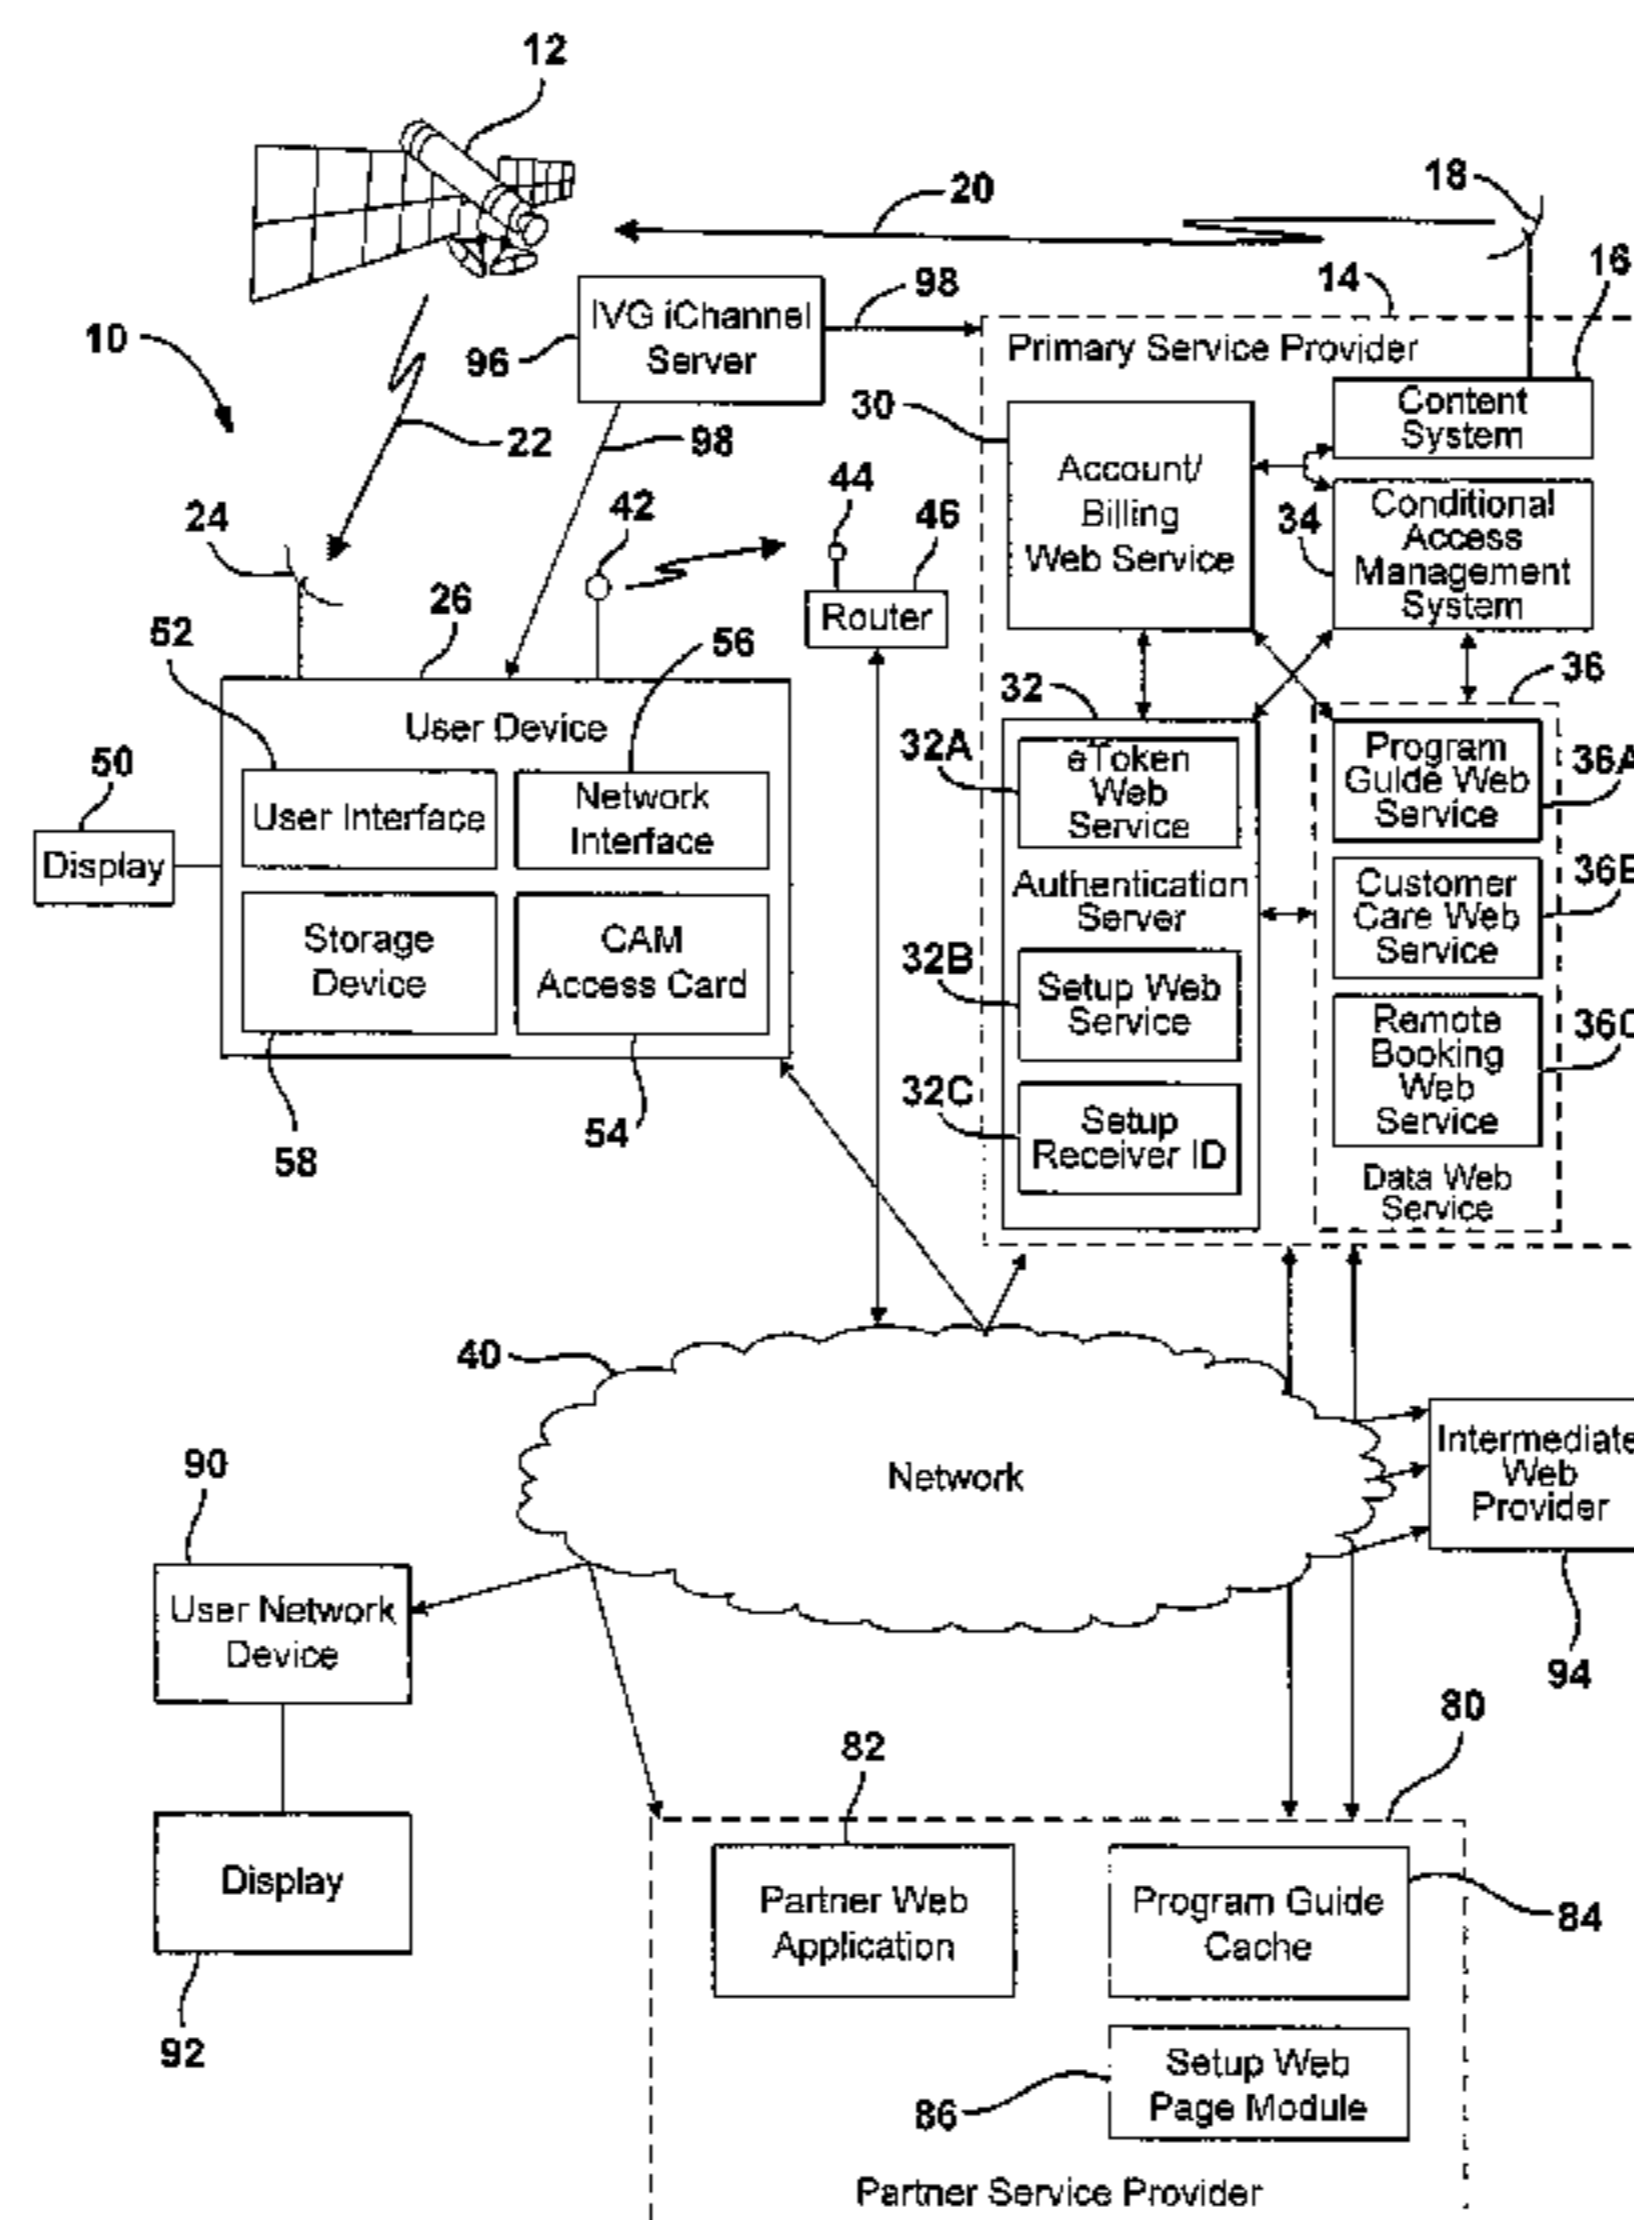 12
18
20
16
14
98
IVG iChannel
Server
96
10
Primary Service Provider
30
Content
System
22
98
Account/
Billing
Web Service
34
Conditional
Access
Management
System
44
46
42
24
Router
26
52
56
36
32
User Device
50
Display
User Interface
Network
Interface
Storage
Device
CAM
Access Card
58
54
32A
eToken
Web
Service
Authentication
Server
32B
Setup Web
Service
32C
Setup
Receiver ID
Program
Guide Web
Service
36A
Customer
Care Web
Service
Remote
Booking
Web
Service
Data Web
Service
40
Network
Intermediate
Web
Provider
94
90
User Network
Device
Display
92
80
82
Partner Web
Application
Program Guide
Cache
84
Setup Web
Page Module
86
Partner Service Provider